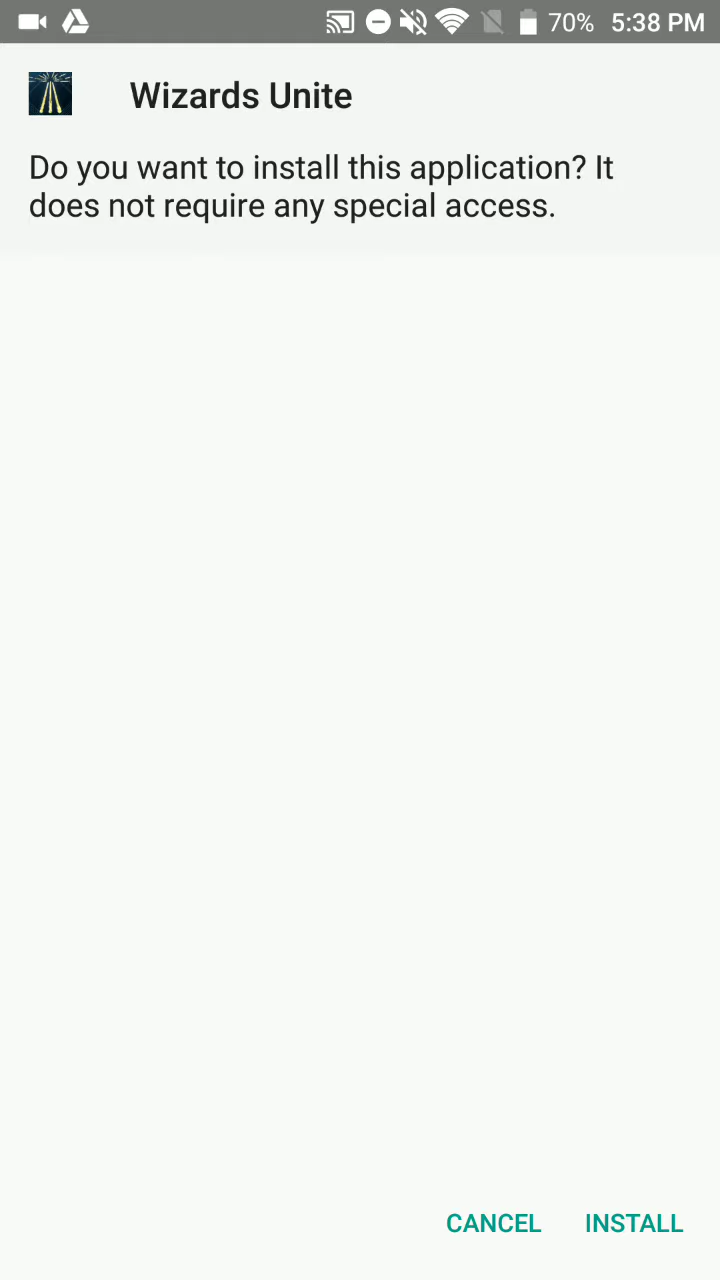 70% 5:38 PM
Wizards Unite
Do you want to install this application? It
does not require any special access.
CANCEL INSTALL